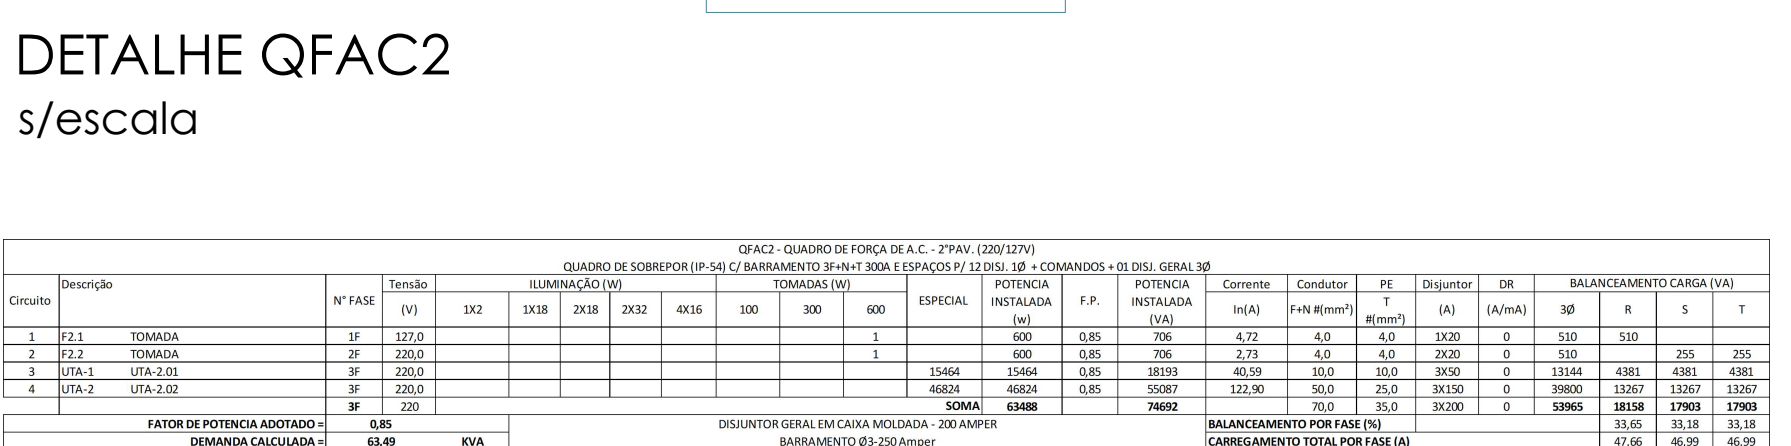 DETALHE QFAC2
s/escala
QFAC2 - QUADRO DE FORÇA DE A.C. - 2°PAV. (220/127V)
QUADRO DE SOBREPOR (IP-54) C/ BARRAMENTO 3F+N+T 300A E ESPAÇOS P/ 12 DISJ. 1Ø + COMANDOS + 01 DISJ. GERAL 3Ø
Circuito Descrição N° FASE Tensão (V) ILUMINAÇÃO (W) TOMADAS (W) ESPECIAL POTENCIA INSTALADA (w) F.P. POTENCIA INSTALADA (VA) Corrente In(A) Condutor F+N #(mm²) PE T #(mm²) Disjuntor (A) DR (A/mA) BALANCEAMENTO CARGA (VA)
1X2 1X18 2X18 2X32 4X16 100 300 600 3Ø R S T
1 F2.1 TOMADA 1F 127,0 1 600 0,85 706 4,72 4,0 4,0 1X20 0 510 510
2 F2.2 TOMADA 2F 220,0 1 600 0,85 706 2,73 4,0 4,0 2X20 0 510 255 255
3 UTA-1 UTA-2.01 3F 220,0 15464 15464 0,85 18193 40,59 10,0 10,0 3X50 0 13144 4381 4381 4381
4 UTA-2 UTA-2.02 3F 220,0 46824 46824 0,85 55087 122,90 50,0 25,0 3X150 0 39800 13267 13267 13267
3F 220 SOMA 63488 74692 70,0 35,0 3X200 0 53965 18158 17903 17903
FATOR DE POTENCIA ADOTADO = 0,85 DISJUNTOR GERAL EM CAIXA MOLDADA - 200 AMPER BALANCEAMENTO POR FASE (%) 33,65 33,18 33,18
DEMANDA CALCULADA = 63,49 KVA BARRAMENTO Ø3-250 Amper CARREGAMENTO TOTAL POR FASE (A) 47,66 46,99 46,99